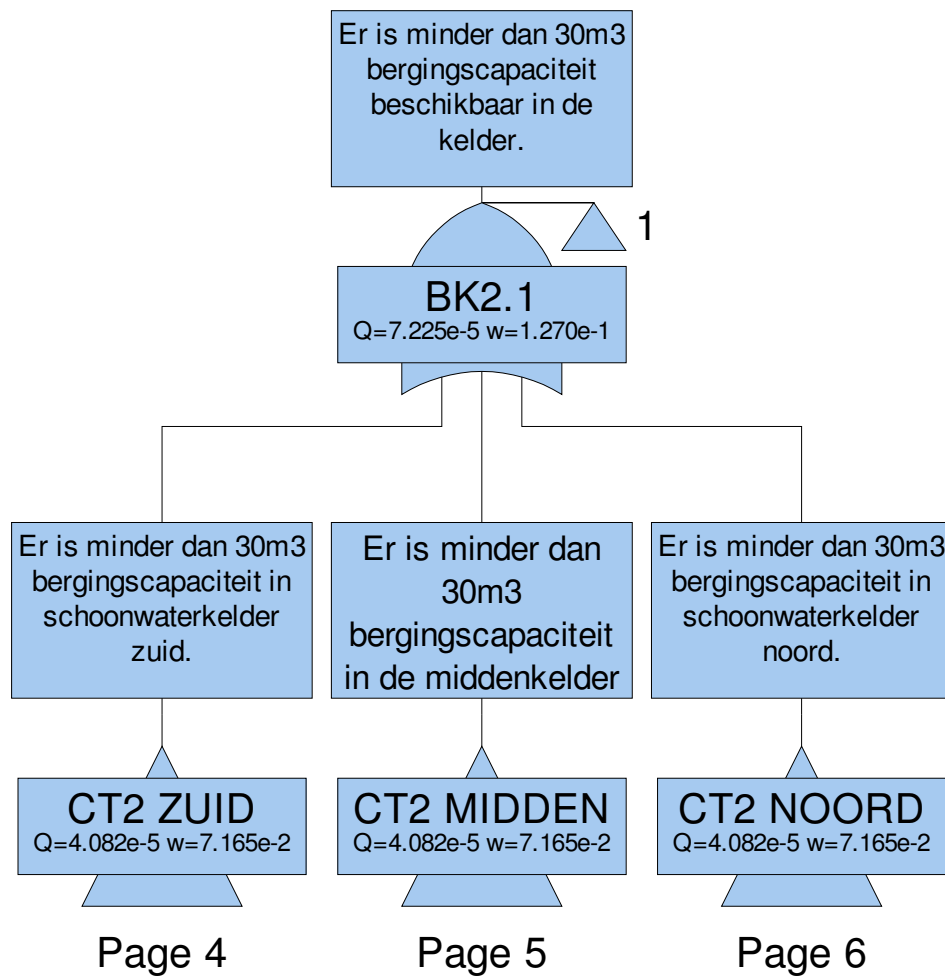 Er is minder dan 30m3
bergingscapaciteit
beschikbaar in de
kelder.
1
BK2.1
Q=7.225e-5 w=1.270e-1
Er is minder dan 30m3
bergingscapaciteit in
schoonwaterkelder
zuid.
Er is minder dan
30m3
bergingscapaciteit
in de middenkelder
Er is minder dan 30m3
bergingscapaciteit in
schoonwaterkelder
noord.
CT2 ZUID
Q=4.082e-5 w=7.165e-2
CT2 MIDDEN
Q=4.082e-5 w=7.165e-2
CT2 NOORD
Q=4.082e-5 w=7.165e-2
Page 4
Page 5
Page 6